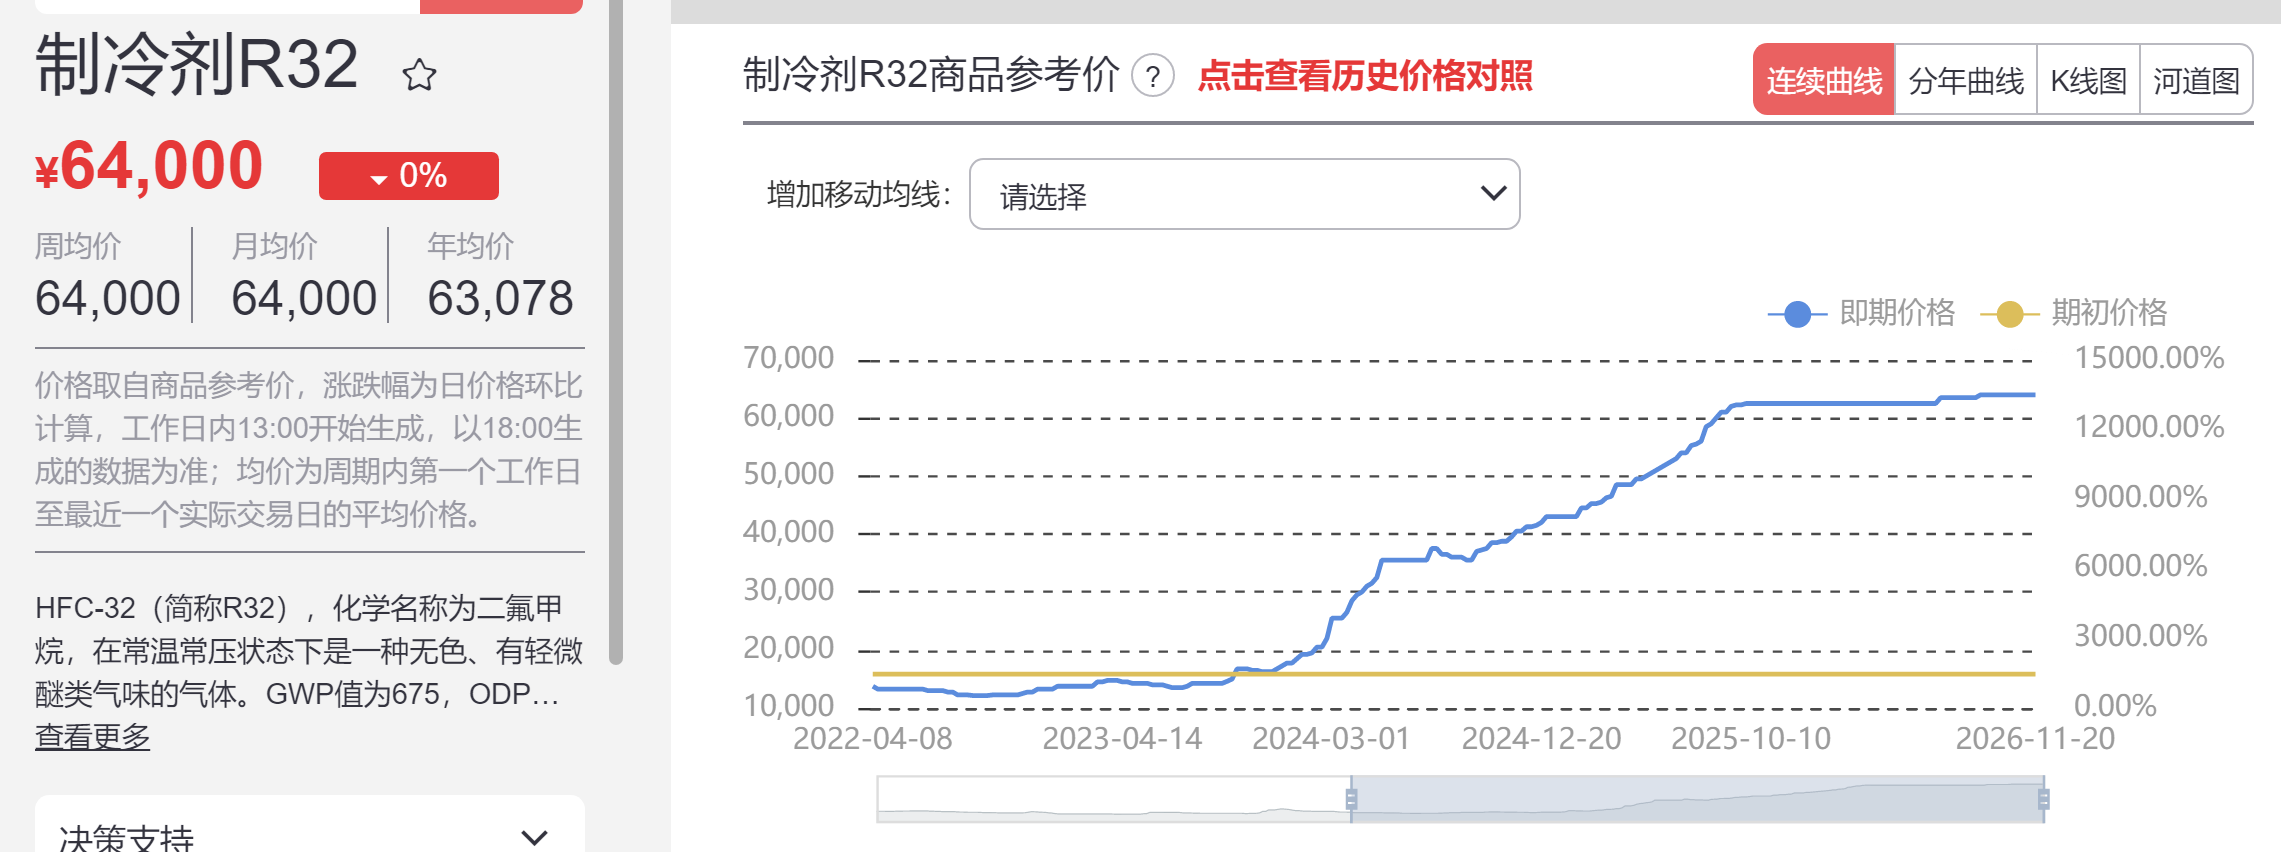 制冷剂R32
¥64,000
0%
周均价 月均价 年均价
64,000 64,000 63,078
价格取自商品参考价，涨跌幅为日价格环比
计算，工作日内13:00开始生成，以18:00生
成的数据为准；均价为周期内第一个工作日
至最近一个实际交易日的平均价格。
HFC-32（简称R32），化学名称为二氟甲
烷，在常温常压状态下是一种无色、有轻微
醚类气味的气体。GWP值为675，ODP…
查看更多
决策支持
制冷剂R32商品参考价 ? 点击查看历史价格对照
连续曲线 分年曲线 K线图 河道图
增加移动均线： 请选择
即期价格 期初价格
70,000
60,000
50,000
40,000
30,000
20,000
10,000
15000.00%
12000.00%
9000.00%
6000.00%
3000.00%
0.00%
2022-04-08 2023-04-14 2024-03-01 2024-12-20 2025-10-10 2026-11-20